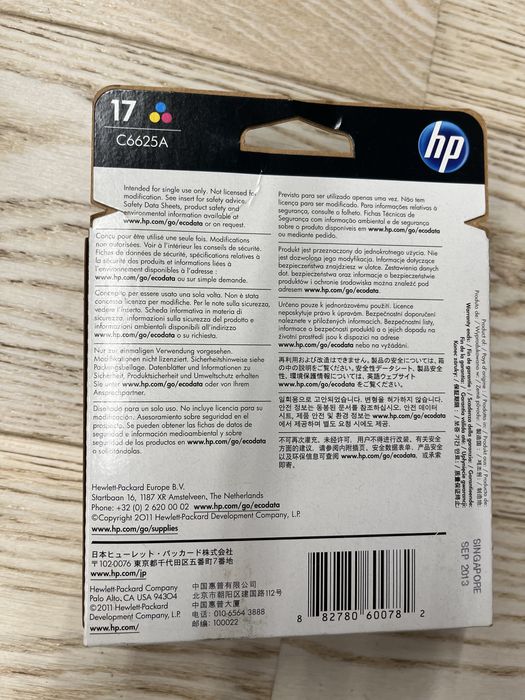 17
C6625A
hp
Intended for single use only. Not licensed for
modification. See insert for safety advice.
Safety Data Sheets, product safety and
environmental information available at
www.hp.com/go/ecodata or on request.
Conçu pour être utilisé une seule fois. Modifications
non autorisées. Voir à l'intérieur les conseils de sécurité.
Fiches de données de sécurité, spécifications relatives à
la sécurité des produits et informations liées à
l'environnement disponibles à l'adresse :
www.hp.com/go/ecodata ou sur simple demande.
Concepito per essere usato una sola volta. Non è stata
concessa licenza di modificarne. Per le note sulla sicurezza,
vedere l'inserto. Scheda informativa in materia di
sicurezza, informazioni sulla sicurezza del prodotto e
informazioni ambientali disponibili all'indirizzo
www.hp.com/go/ecodata o su richiesta.
Nur zur einmaligen Verwendung vorgesehen.
Modifikationen nicht lizenziert. Sicherheitshinweise siehe
Packungsbeilage. Datenblätter und Informationen zu
Sicherheit, Produktsicherheit und Umweltschutz erhalten
Sie unter www.hp.com/go/ecodata oder von Ihrem
Ansprechpartner.
Diseñado para un solo uso. No incluye licencia para su
modificación. Asesoramiento sobre seguridad en el
prospecto. Se pueden obtener las fichas de datos de
seguridad e información medioambiental y sobre
seguridad de los productos en www.hp.com/go/ecodata
o solicitándolas.
Previsto para ser utilizado apenas uma vez. Não tem
licença para ser modificado. Para informações relativas à
segurança, consulte o folheto. Fichas Técnicas de
Segurança com informação ambiental e de segurança
sobre o produto disponíveis em www.hp.com/go/ecodata
ou mediante pedido.
Produkt jest przeznaczony do jednokrotnego użycia. Nie
jest dozwolona jego modyfikacja. Informacje dotyczące
bezpieczeństwa znajdziesz w ulotce. Zestawienia danych
dot. bezpieczeństwa oraz informacje o bezpieczeństwie
produktów i ochronie środowiska można znaleźć pod
adresem www.hp.com/go/ecodata lub na życzenie.
Určeno pouze k jednorázovému použití. Licence
neposkytuje právo k úpravám. Bezpečnostní doporučení
naleznete v přiložených informacích. Bezpečnostní listy,
informace o bezpečnosti produktů a o jejich dopadu na
životní prostředí jsou k dispozici na adrese
www.hp.com/go/ecodata nebo na vyžádání.
再利用および改造はできません。製品の安全については、箱
の中の説明をご覧ください。安全性データシート、製品安全
性、環境保護情報については、英語ウェブサイト
www.hp.com/go/ecodata をご覧ください。
일회용으로 고안되었습니다. 변형을 허가하지 않습니다.
안전 정보는 동봉된 문서를 참조하십시오. 안전 데이터
시트, 제품 안전 및 환경 정보는 www.hp.com/go/ecodata
에서 제공하며 별도 요청 시에도 제공.
不可再次灌充。未经许可，用户不得进行改装。有关安全
方面的建议，请参阅内附插页。安全数据单、产品安全
以及环保信息可查阅 www.hp.com/go/ecodata，或承索
即寄。
Hewlett-Packard Europe B.V.
Startbaan 16, 1187 XR Amstelveen, The Netherlands
Phone: +32 (0) 2 620 00 02 www.hp.com/go/ecodata
©Copyright 2011 Hewlett-Packard Development Company, L.P.
www.hp.com/go/supplies
日本ヒューレット・パッカード株式会社
〒102-0076 東京都千代田区五番町7番地
www.hp.com/jp
Hewlett-Packard Company
Palo Alto, CA USA 94304
©2011 Hewlett-Packard
Development Company, L.P.
www.hp.com/
中国惠普有限公司
北京市朝阳区建国路112号
中国惠普大厦
电话: 010-6564 3888
邮编: 100022
8 82780 60078 2
SINGAPORE
SEP 2013